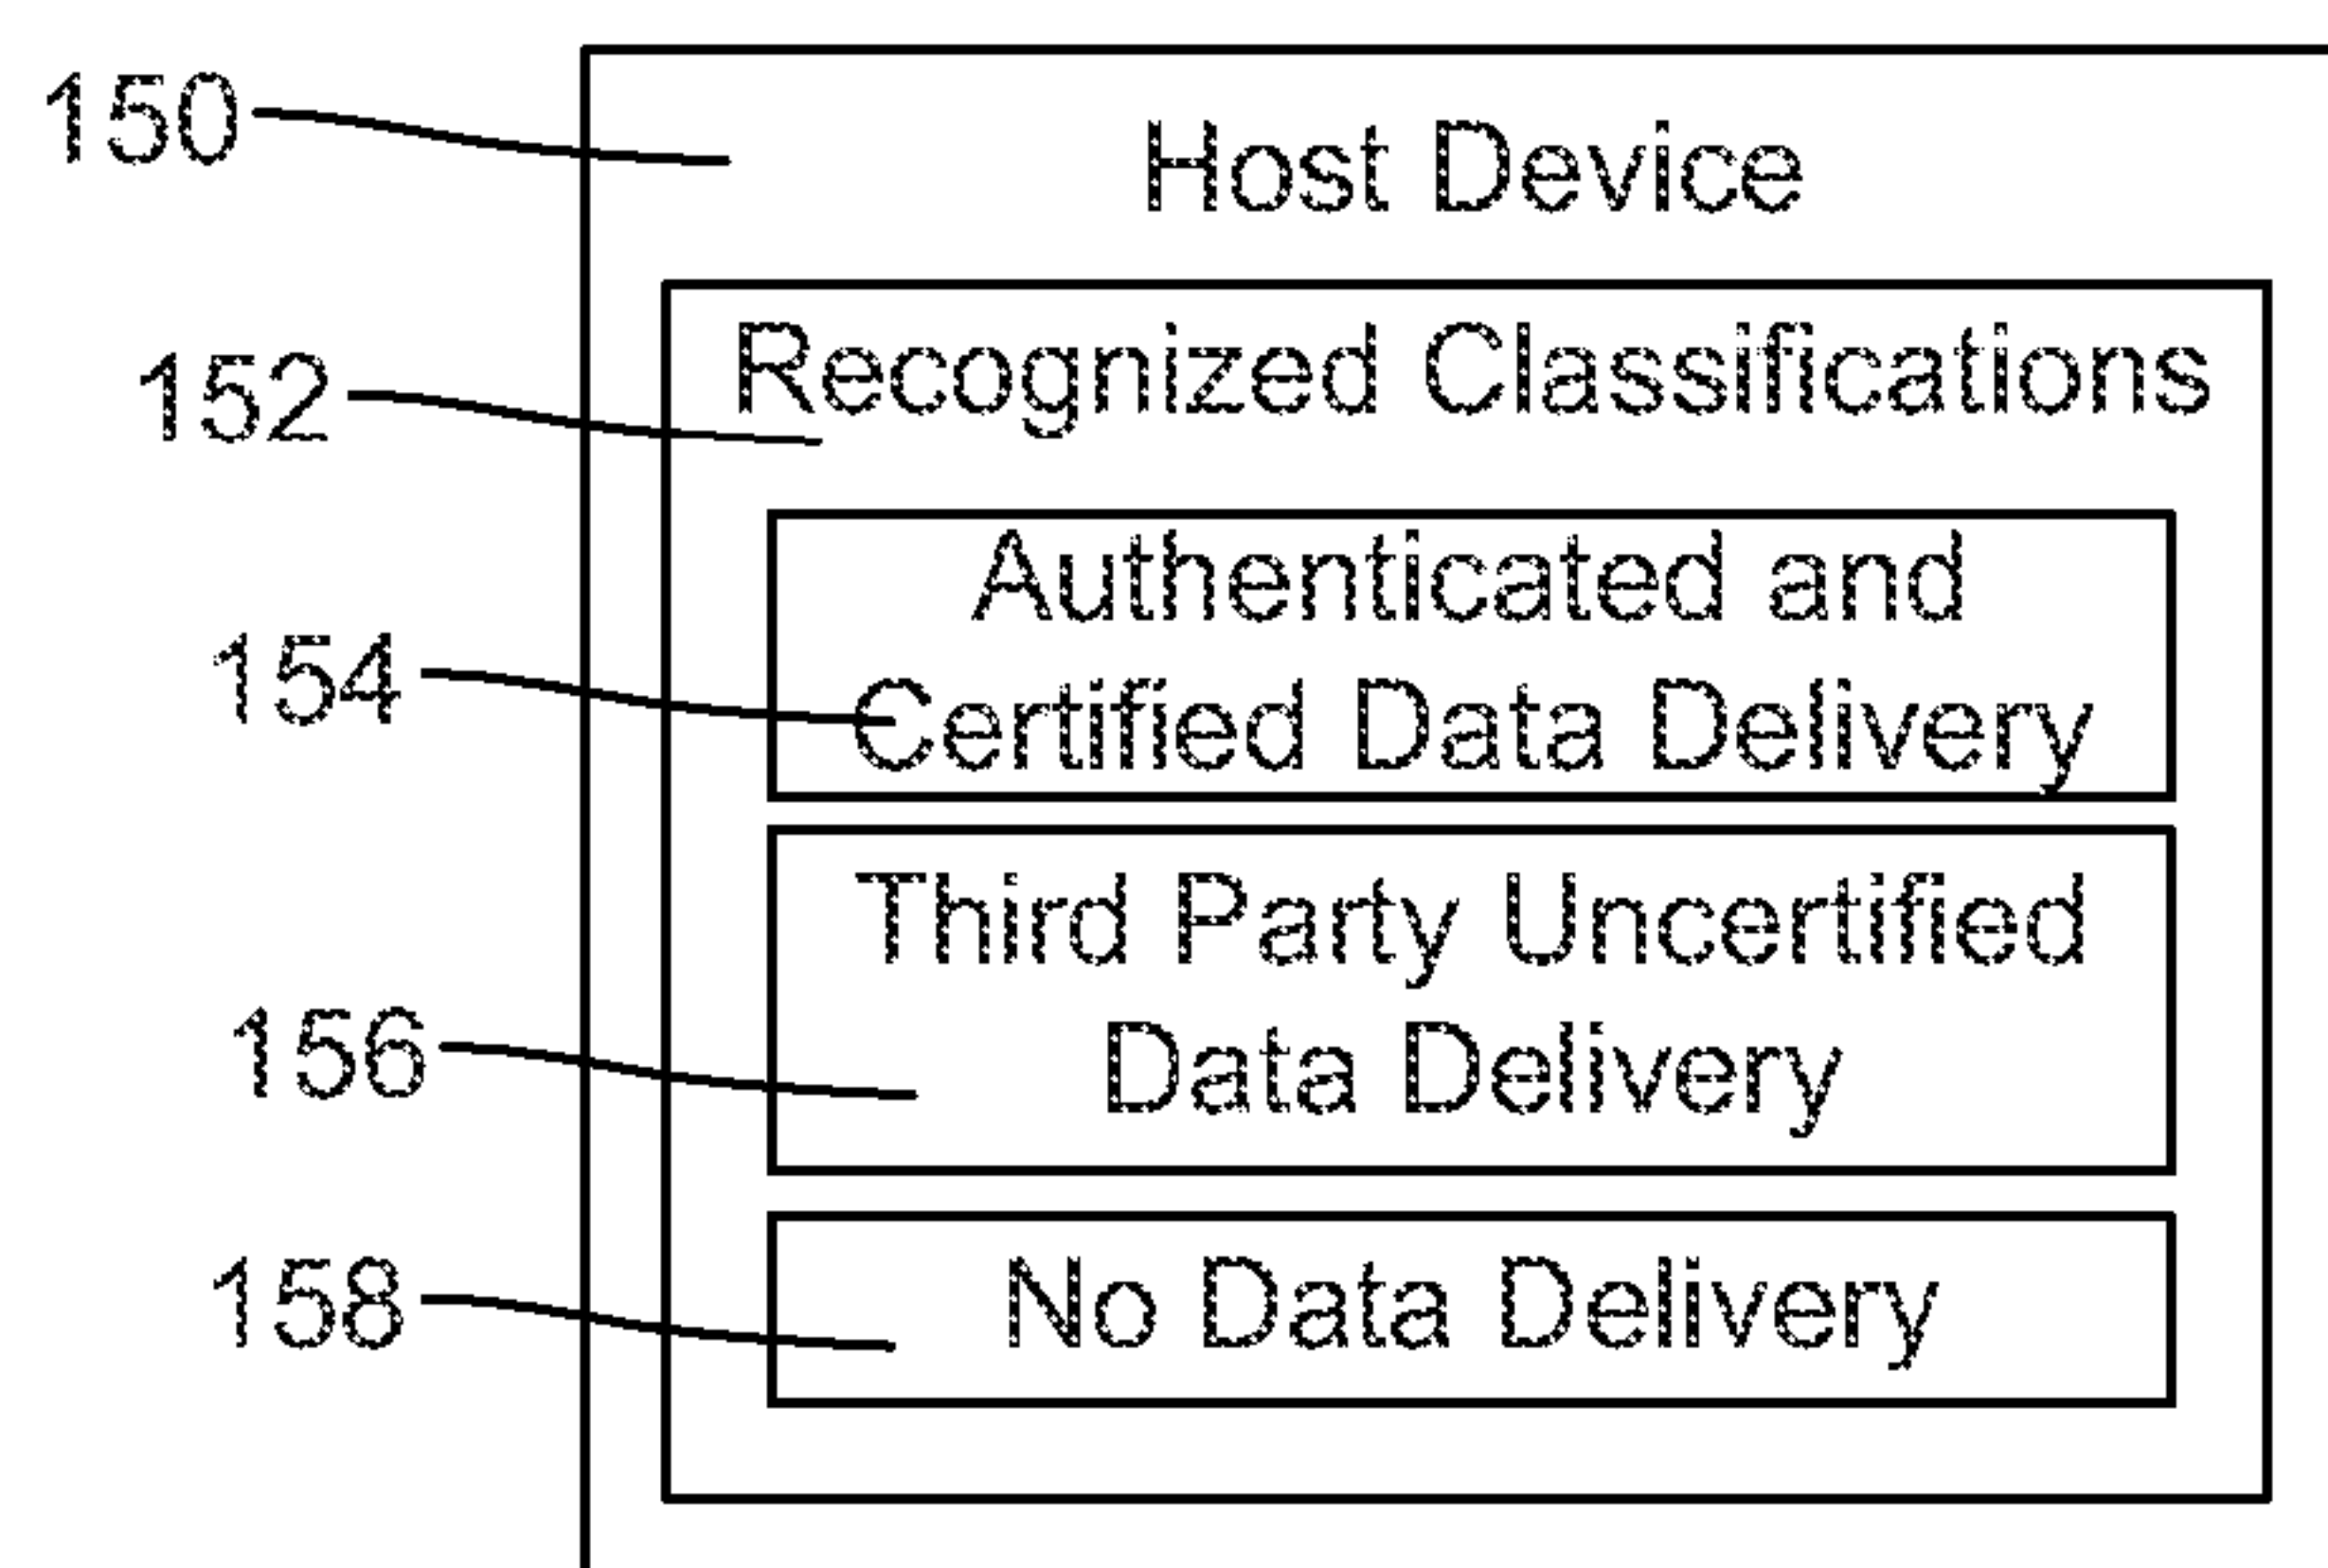 150
Host Device
152
Recognized Classifications
154
Authenticated and
Certified Data Delivery
156
Third Party Uncertified
Data Delivery
158
No Data Delivery